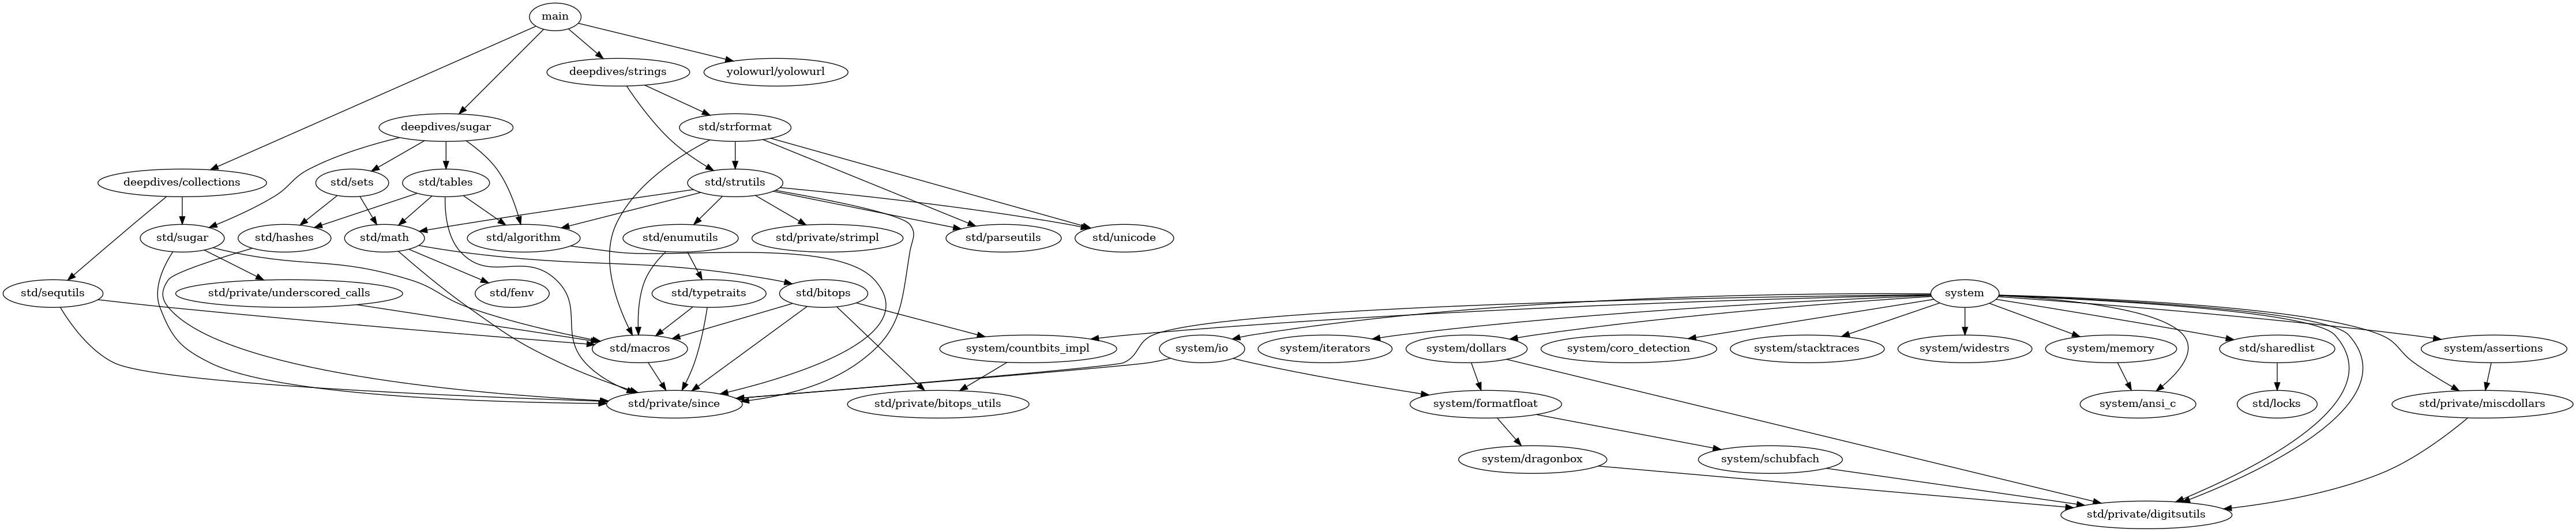 main
deepdives/strings
yolowurl/yolowurl
deepdives/sugar
std/strformat
deepdives/collections
std/sets
std/tables
std/strutils
std/sugar
std/hashes
std/math
std/algorithm
std/enumutils
std/private/strimpl
std/parseutils
std/unicode
std/sequtils
std/private/underscored_calls
std/fenv
std/typetraits
std/bitops
system
std/macros
system/countbits_impl
system/io
system/iterators
system/dollars
system/coro_detection
system/stacktraces
system/widestrs
system/memory
std/sharedlist
system/assertions
std/private/since
std/private/bitops_utils
system/formatfloat
system/ansi_c
std/locks
std/private/miscdollars
system/dragonbox
system/schubfach
std/private/digitsutils